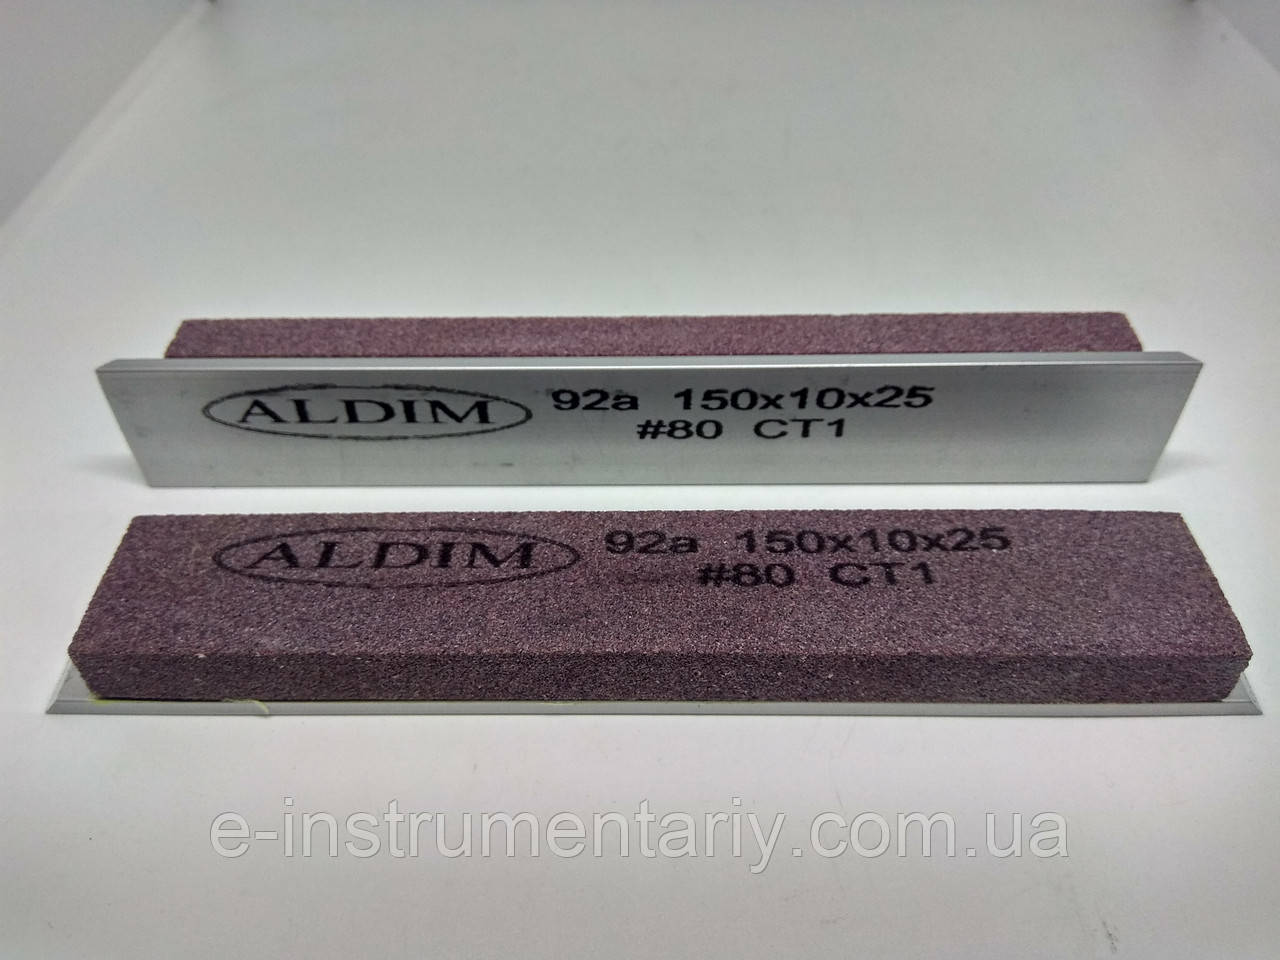 ALDIM 92a 150x10x25
#80 CT1
ALDIM 92a 150x10x25
#80 CT1
e-instrumentariy.com.ua